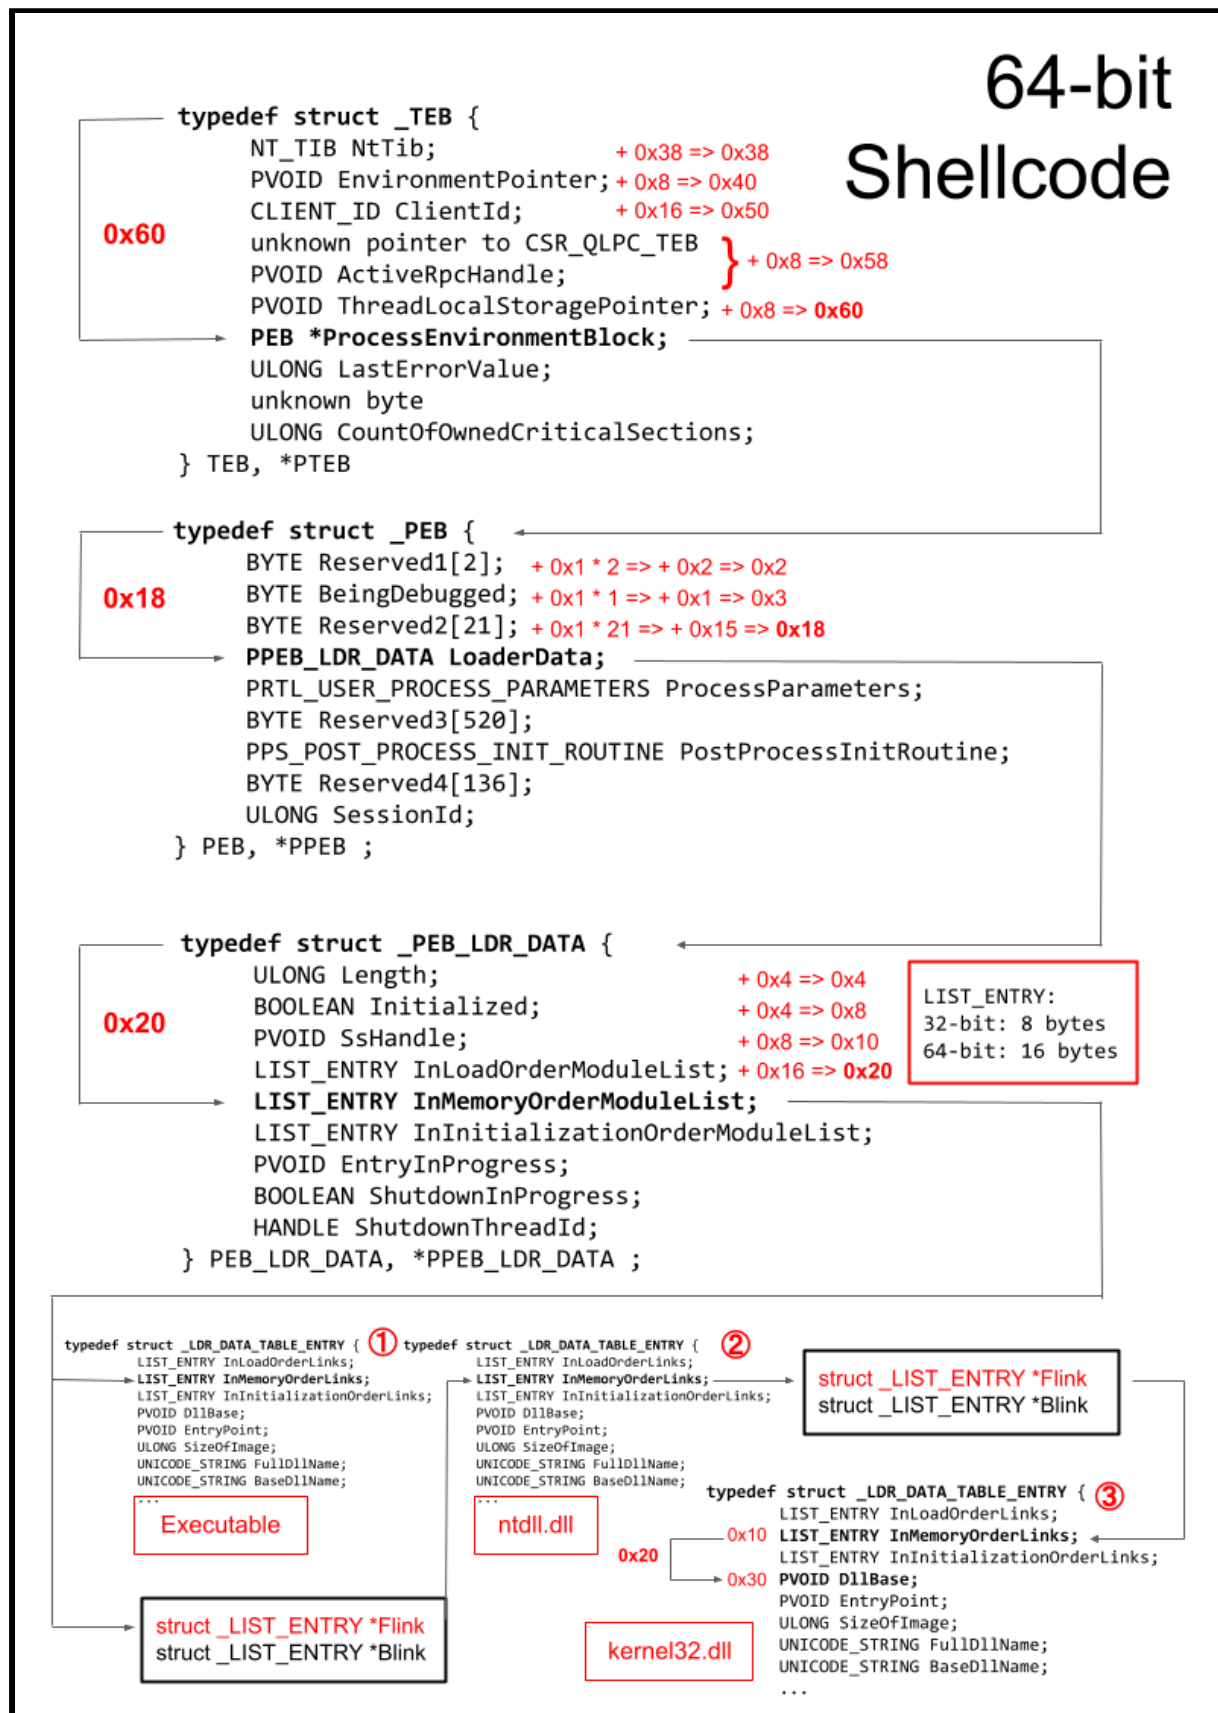 64-bit
Shellcode
typedef struct _TEB {
NT_TIB NtTib; + 0x38 => 0x38
PVOID EnvironmentPointer; + 0x8 => 0x40
CLIENT_ID ClientId; + 0x16 => 0x50
0x60
unknown pointer to CSR_QLPC_TEB
PVOID ActiveRpcHandle;
} + 0x8 => 0x58
PVOID ThreadLocalStoragePointer; + 0x8 => 0x60
PEB *ProcessEnvironmentBlock;
ULONG LastErrorValue;
unknown byte
ULONG CountOfOwnedCriticalSections;
} TEB, *PTEB
typedef struct _PEB {
BYTE Reserved1[2]; + 0x1 * 2 => + 0x2 => 0x2
0x18
BYTE BeingDebugged; + 0x1 * 1 => + 0x1 => 0x3
BYTE Reserved2[21]; + 0x1 * 21 => + 0x15 => 0x18
PPEB_LDR_DATA LoaderData;
PRTL_USER_PROCESS_PARAMETERS ProcessParameters;
BYTE Reserved3[520];
PPS_POST_PROCESS_INIT_ROUTINE PostProcessInitRoutine;
BYTE Reserved4[136];
ULONG SessionId;
} PEB, *PPEB ;
typedef struct _PEB_LDR_DATA {
ULONG Length; + 0x4 => 0x4
BOOLEAN Initialized; + 0x4 => 0x8
0x20
PVOID SsHandle; + 0x8 => 0x10
LIST_ENTRY InLoadOrderModuleList; + 0x16 => 0x20
LIST_ENTRY:
32-bit: 8 bytes
64-bit: 16 bytes
LIST_ENTRY InMemoryOrderModuleList;
LIST_ENTRY InInitializationOrderModuleList;
PVOID EntryInProgress;
BOOLEAN ShutdownInProgress;
HANDLE ShutdownThreadId;
} PEB_LDR_DATA, *PPEB_LDR_DATA ;
typedef struct _LDR_DATA_TABLE_ENTRY { ①
LIST_ENTRY InLoadOrderLinks;
LIST_ENTRY InMemoryOrderLinks;
LIST_ENTRY InInitializationOrderLinks;
PVOID DllBase;
PVOID EntryPoint;
ULONG SizeOfImage;
UNICODE_STRING FullDllName;
UNICODE_STRING BaseDllName;
...
Executable
struct _LIST_ENTRY *Flink
struct _LIST_ENTRY *Blink
typedef struct _LDR_DATA_TABLE_ENTRY { ②
LIST_ENTRY InLoadOrderLinks;
LIST_ENTRY InMemoryOrderLinks;
LIST_ENTRY InInitializationOrderLinks;
PVOID DllBase;
PVOID EntryPoint;
ULONG SizeOfImage;
UNICODE_STRING FullDllName;
UNICODE_STRING BaseDllName;
...
ntdll.dll
struct _LIST_ENTRY *Flink
struct _LIST_ENTRY *Blink
typedef struct _LDR_DATA_TABLE_ENTRY { ③
LIST_ENTRY InLoadOrderLinks;
0x10 LIST_ENTRY InMemoryOrderLinks;
0x20
LIST_ENTRY InInitializationOrderLinks;
0x30 PVOID DllBase;
PVOID EntryPoint;
ULONG SizeOfImage;
UNICODE_STRING FullDllName;
UNICODE_STRING BaseDllName;
...
kernel32.dll